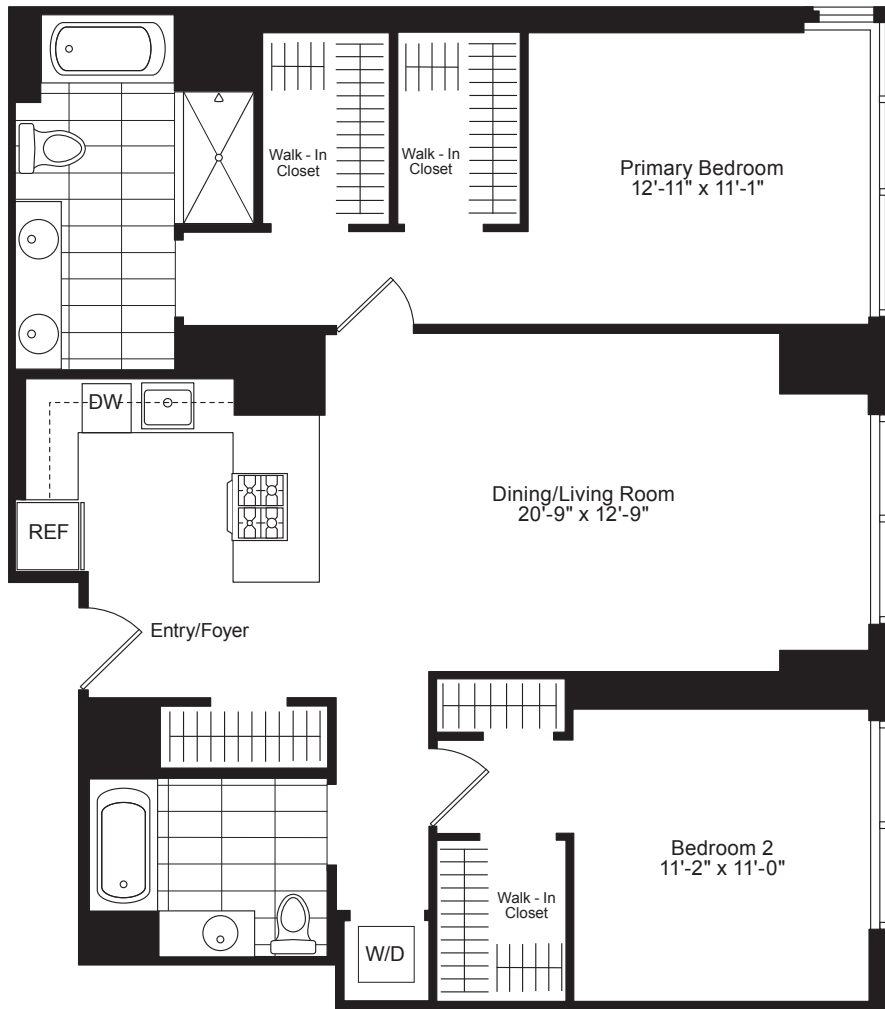 Walk - In
Closet
Walk - In
Closet
Primary Bedroom
12'-11" x 11'-1"
DW
REF
Dining/Living Room
20'-9" x 12'-9"
Entry/Foyer
Bedroom 2
11'-2" x 11'-0"
Walk - In
Closet
W/D